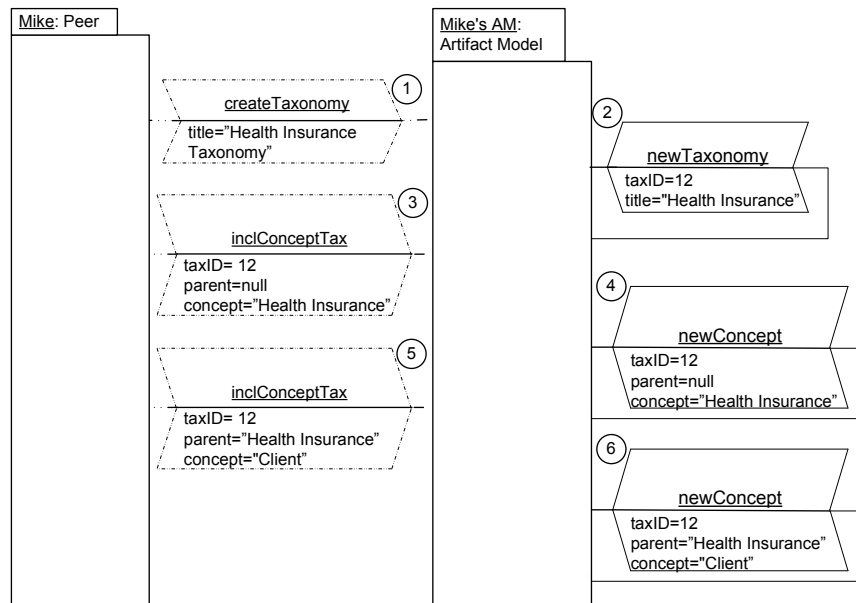 Mike: Peer
Mike's AM:
Artifact Model
1
createTaxonomy
title=”Health Insurance
Taxonomy”
2
newTaxonomy
taxID=12
title="Health Insurance”
3
inclConceptTax
taxID= 12
parent=null
concept=”Health Insurance”
4
newConcept
taxID=12
parent=null
concept=”Health Insurance”
5
inclConceptTax
taxID= 12
parent=”Health Insurance”
concept="Client”
6
newConcept
taxID=12
parent=”Health Insurance”
concept="Client”